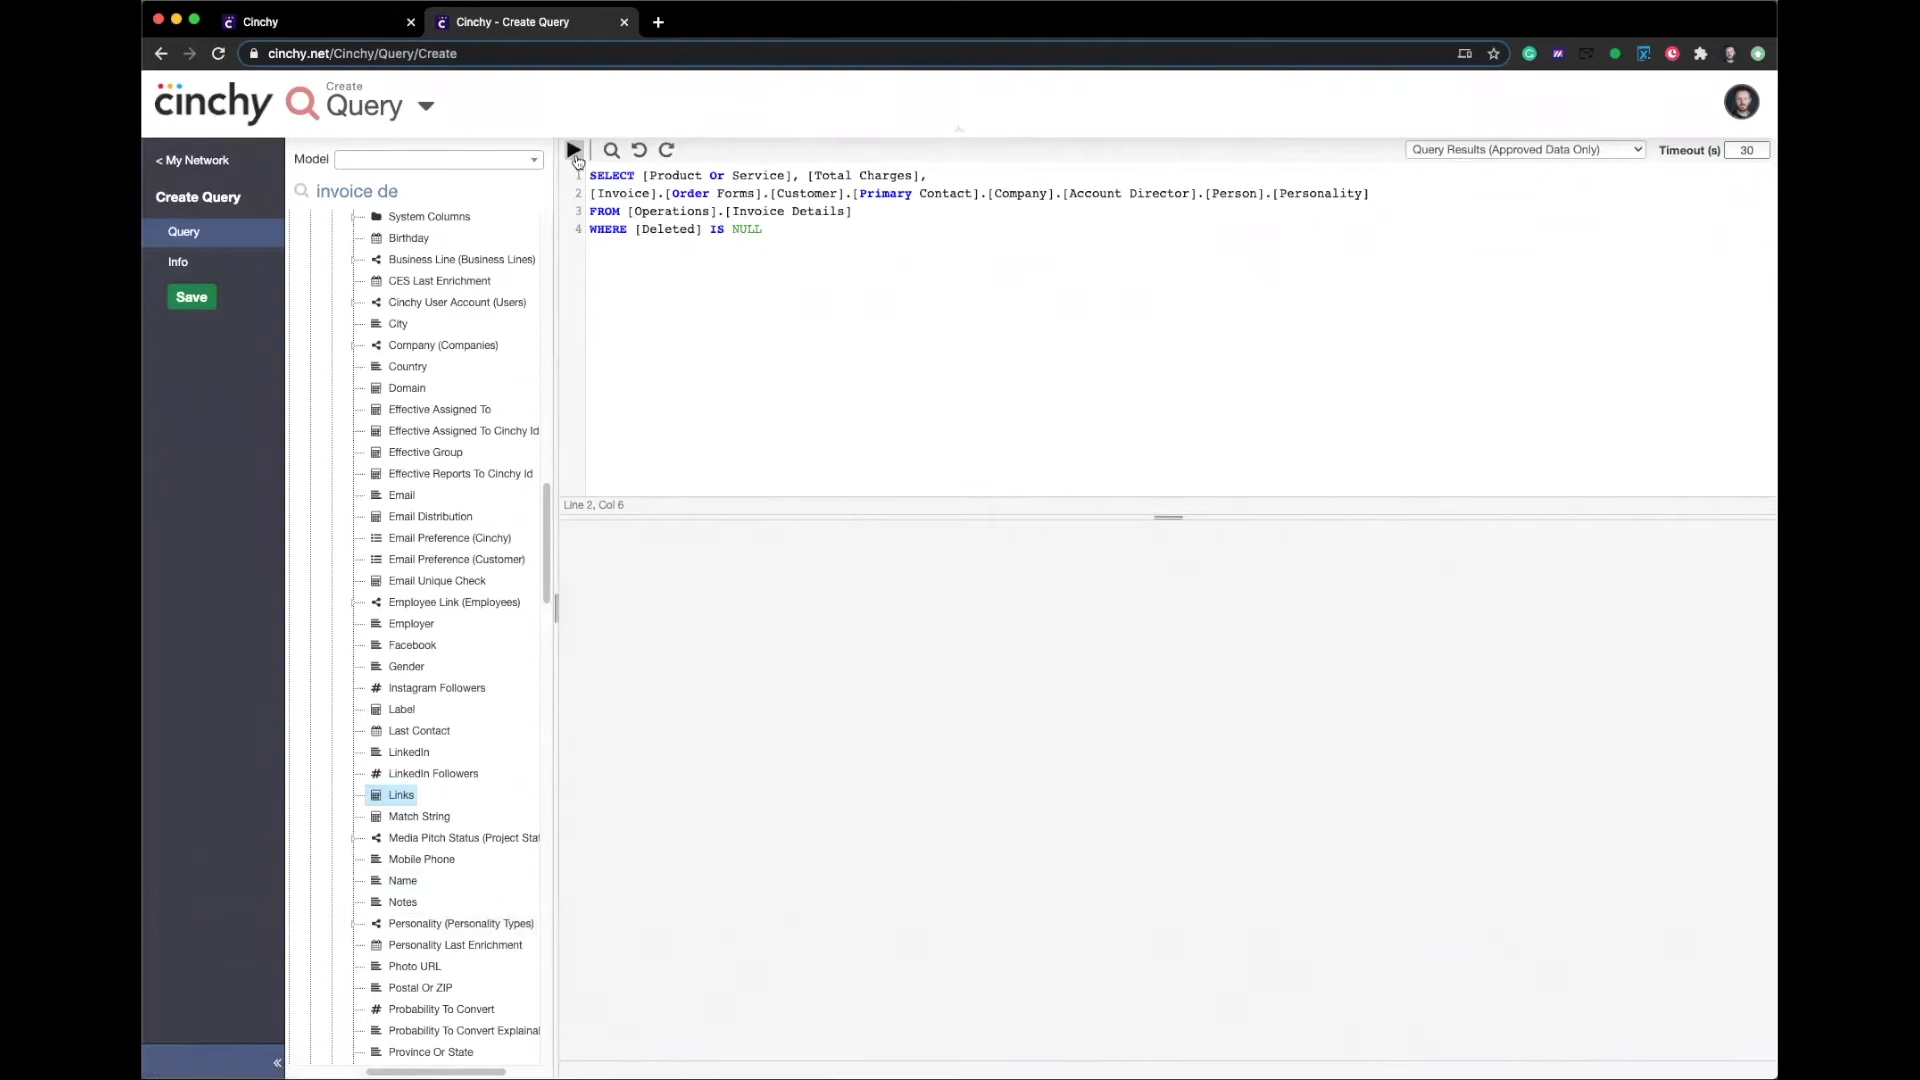 Cinchy
Cinchy - Create Query
cinchy.net/Cinchy/Query/Create
cinchy
Create
Query
< My Network
Create Query
Query
Info
Save
Model
invoice de
System Columns
Birthday
Business Line (Business Lines)
CES Last Enrichment
Cinchy User Account (Users)
City
Company (Companies)
Country
Domain
Effective Assigned To
Effective Assigned To Cinchy Id
Effective Group
Effective Reports To Cinchy Id
Email
Email Distribution
Email Preference (Cinchy)
Email Preference (Customer)
Email Unique Check
Employee Link (Employees)
Employer
Facebook
Gender
Instagram Followers
Label
Last Contact
LinkedIn
LinkedIn Followers
Links
Match String
Media Pitch Status (Project Stat
Mobile Phone
Name
Notes
Personality (Personality Types)
Personality Last Enrichment
Photo URL
Postal Or ZIP
Probability To Convert
Probability To Convert Explanat
Province Or State
«
Query Results (Approved Data Only)
Timeout (s) 30
1 SELECT [Product Or Service], [Total Charges],
2 [Invoice].[Order Forms].[Customer].[Primary Contact].[Company].[Account Director].[Person].[Personality]
3 FROM [Operations].[Invoice Details]
4 WHERE [Deleted] IS NULL
Line 2, Col 6